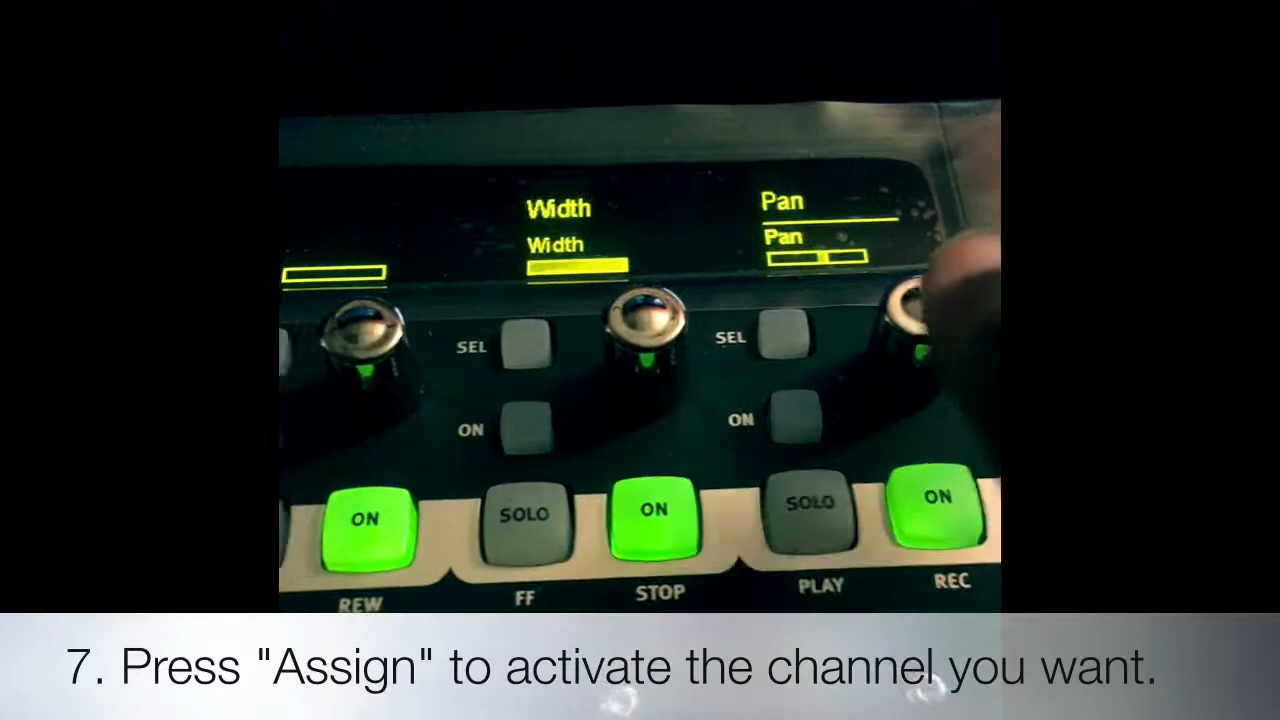 Width
Pan
Width
Pan
SEL
SEL
ON
ON
ON
SOLO
ON
SOLO
ON
REW
FF
STOP
PLAY
REC
7. Press "Assign" to activate the channel you want.